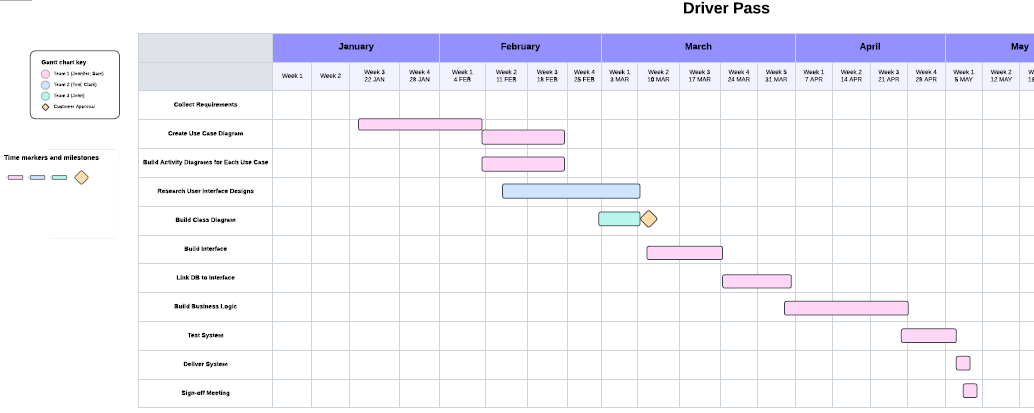 Driver Pass
January February March April May
Week 1 Week 2 Week 3 Week 4 Week 1 Week 2 Week 3 Week 4 Week 1 Week 2 Week 3 Week 4 Week 5 Week 1 Week 2 Week 3 Week 4 Week 1 Week 2
22 JAN 28 JAN 4 FEB 11 FEB 18 FEB 25 FEB 3 MAR 10 MAR 17 MAR 24 MAR 31 MAR 7 APR 14 APR 21 APR 29 APR 5 MAY 12 MAY
Gantt chart key
Team 1 (Jennifer,
Team 2 (Traci, Clark)
Team 3 (John)
Customer Approval
Time markers and milestones
Collect Requirements
Create Use Case Diagram
Build Activity Diagrams for Each Use Case
Research User Interface Designs
Build Class Diagram
Build Interface
Link DB to Interface
Build Business Logic
Test System
Deliver System
Sign-off Meeting